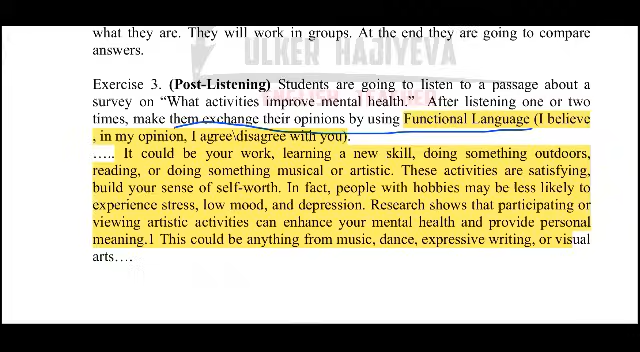 what they are. They will work in groups. At the end they are going to compare
answers.
ULKER HAJIYEVA
Exercise 3. (Post-Listening) Students are going to listen to a passage about a
survey on "What activities improve mental health." After listening one or two
times, make them exchange their opinions by using Functional Language (I believe
, in my opinion, I agree\disagree with you).
….. It could be your work, learning a new skill, doing something outdoors,
reading, or doing something musical or artistic. These activities are satisfying,
build your sense of self-worth. In fact, people with hobbies may be less likely to
experience stress, low mood, and depression. Research shows that participating or
viewing artistic activities can enhance your mental health and provide personal
meaning.1 This could be anything from music, dance, expressive writing, or visual
arts….